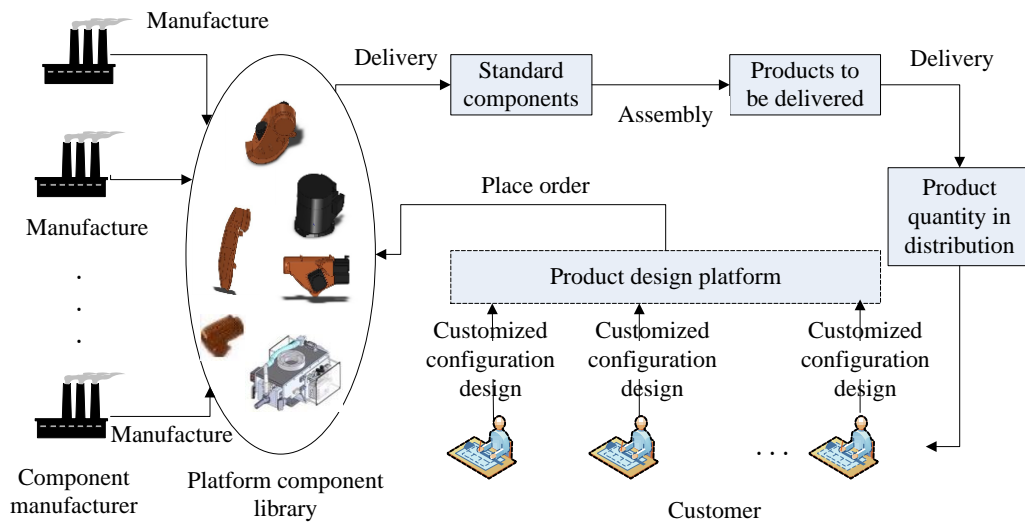 Manufacture
Delivery
Standard
components
Assembly
Products to
be delivered
Delivery
Manufacture
Place order
Product
quantity in
distribution
Product design platform
.
.
.
Customized
configuration
design
Customized
configuration
design
Customized
configuration
design
Manufacture
. . .
Component
manufacturer
Platform component
library
Customer